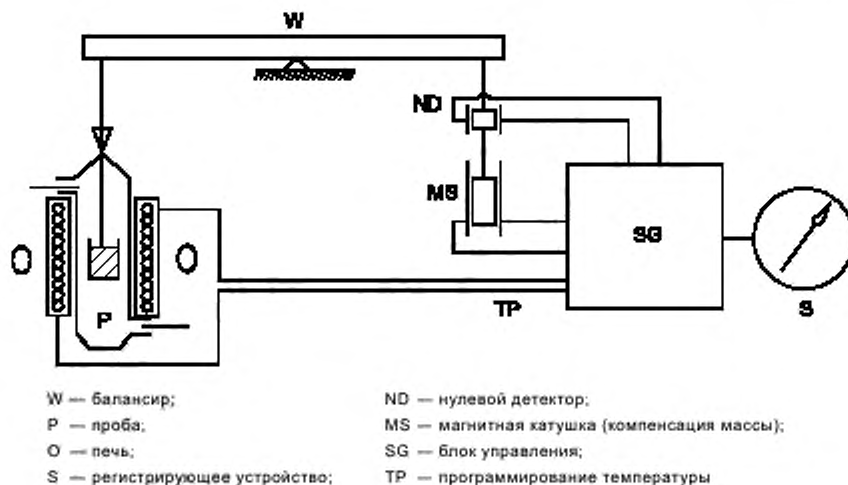 W
ND
MS
SG
O
O
P
TP
S
W — балансир;
P — проба;
O — печь;
S — регистрирующее устройство;
ND — нулевой детектор;
MS — магнитная катушка (компенсация массы);
SG — блок управления;
TP — программирование температуры